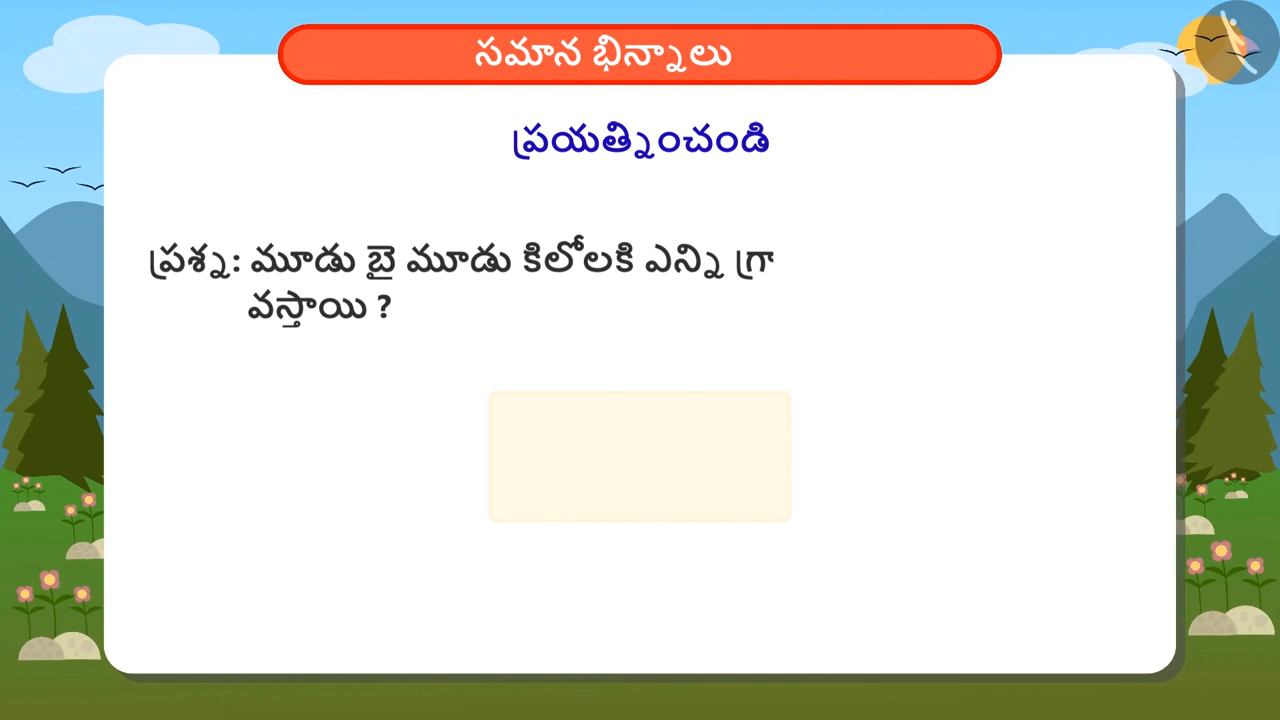 సమాన భిన్నాలు
ప్రయత్నించండి
ప్రశ్న: మూడు బై మూడు కిలోలకి ఎన్ని గ్రా
వస్తాయి ?